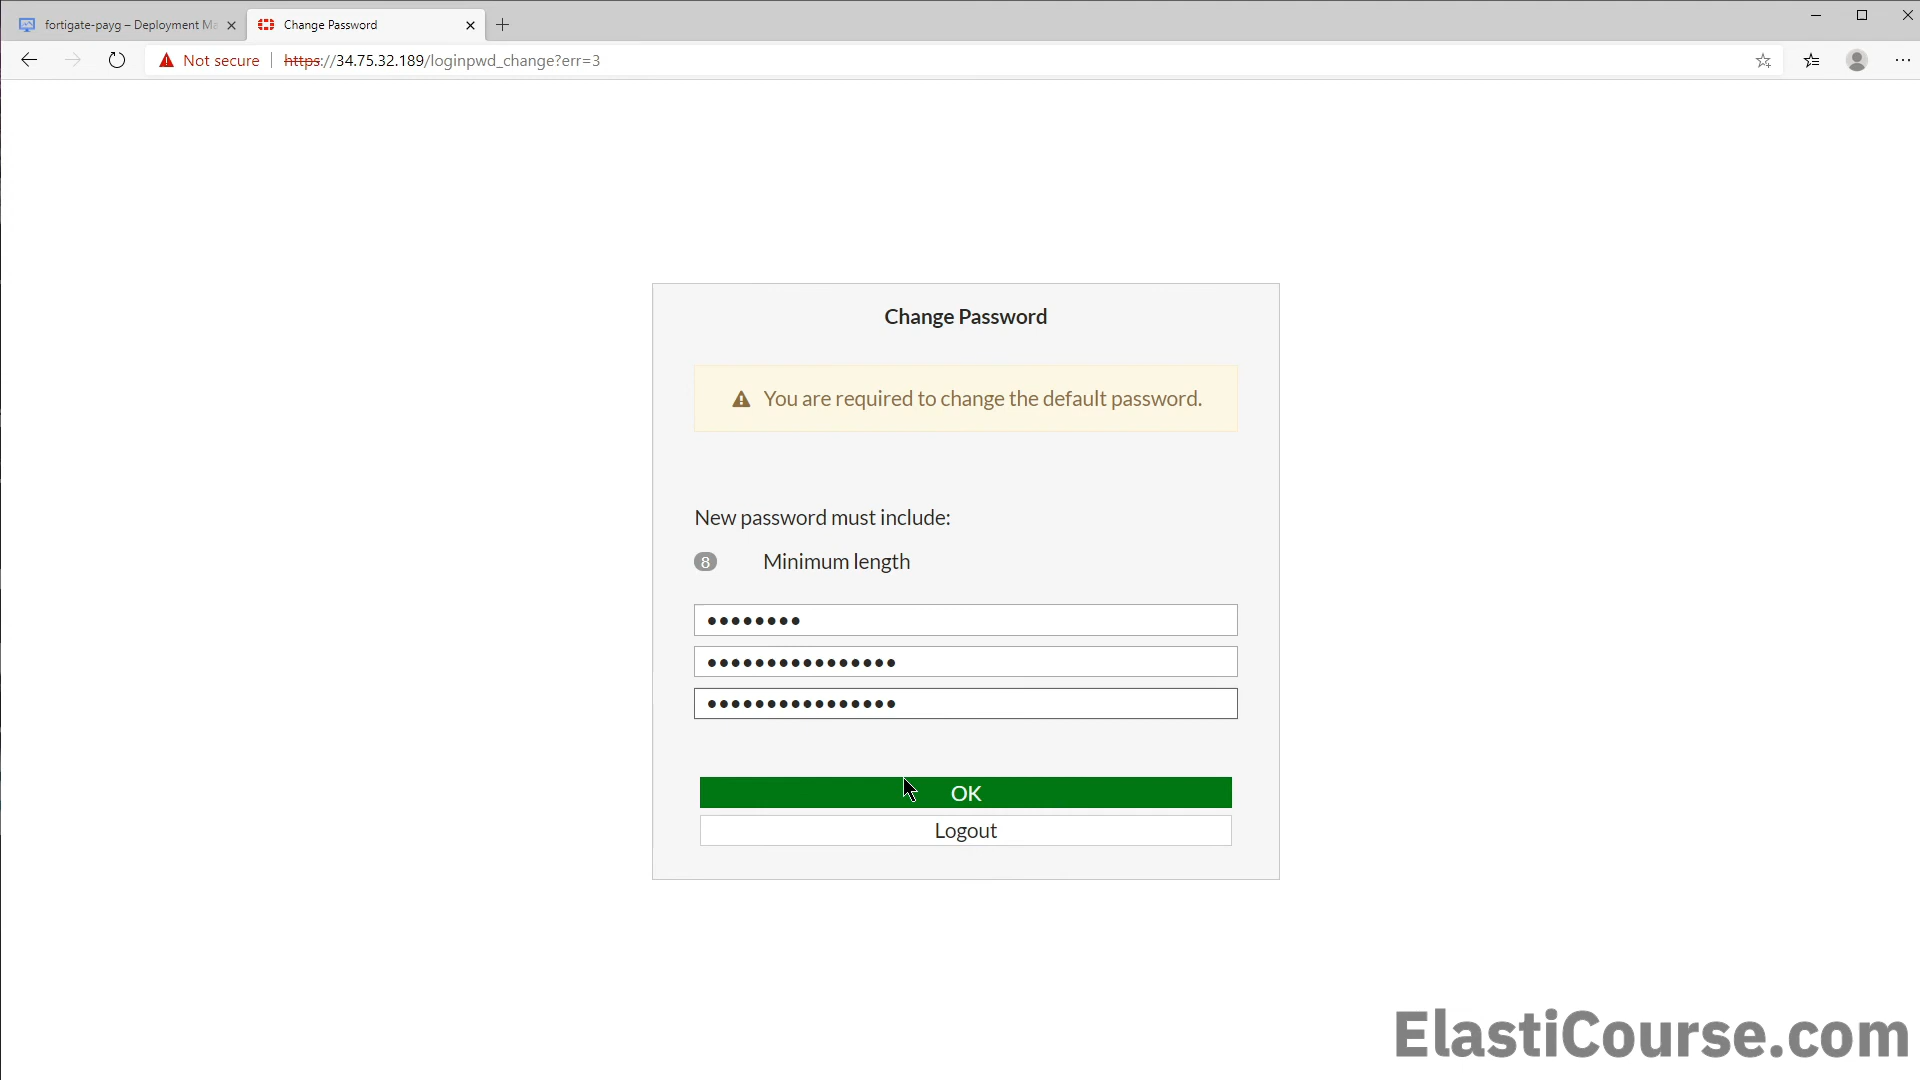 fortigate-payg – Deployment Ma
Change Password
Not secure
https://34.75.32.189/loginpwd_change?err=3
Change Password
You are required to change the default password.
New password must include:
8 Minimum length
••••••••
••••••••••••••••
••••••••••••••••
OK
Logout
ElastiCourse.com